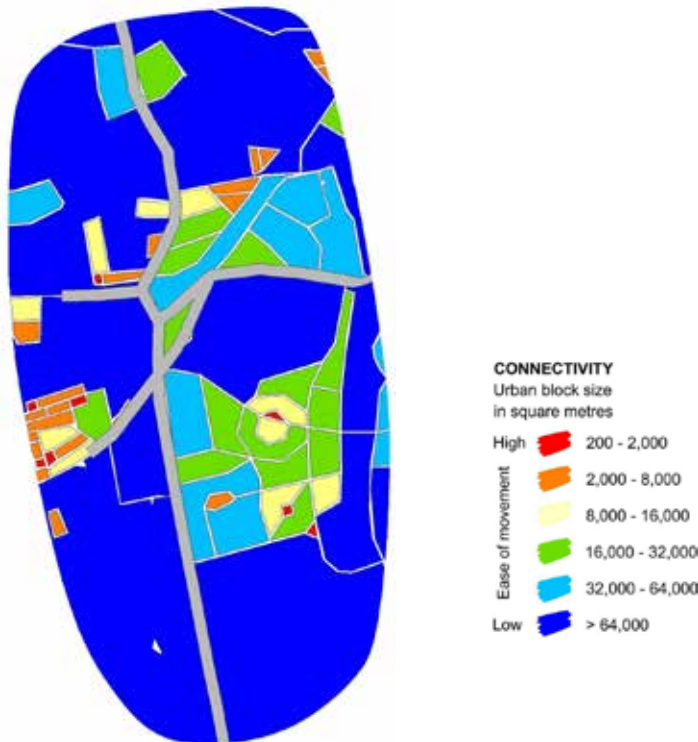 CONNECTIVITY
Urban block size
in square metres
High 200 - 2,000
2,000 - 8,000
8,000 - 16,000
16,000 - 32,000
32,000 - 64,000
Low > 64,000
Ease of movement